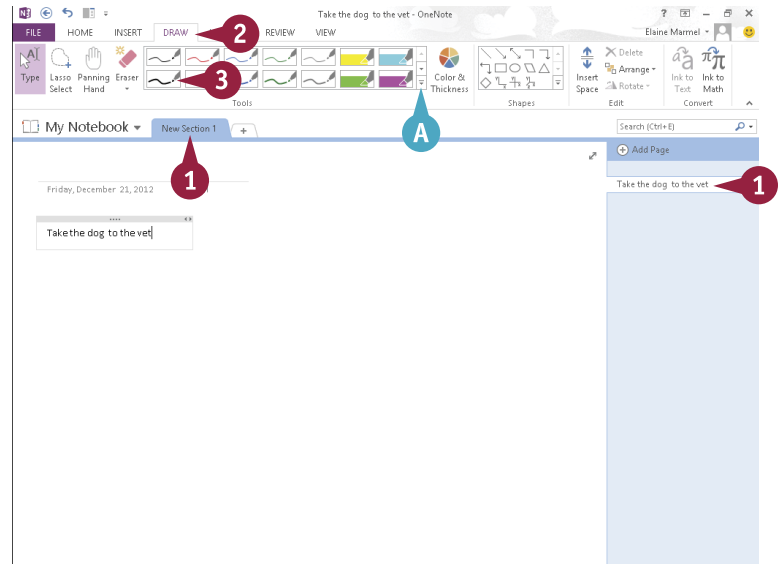 Take the dog to the vet - OneNote
FILE HOME INSERT DRAW 2 REVIEW VIEW Elaine Marmel
Type Lasso Select Panning Hand Eraser 3 Color & Thickness Insert Space Delete Arrange Rotate Ink to Text Ink to Math
Tools Shapes Edit Convert
A
My Notebook New Section 1 + Search (Ctrl+E)
Add Page
1
Friday, December 21, 2012
Take the dog to the vet 1
Take the dog to the vet